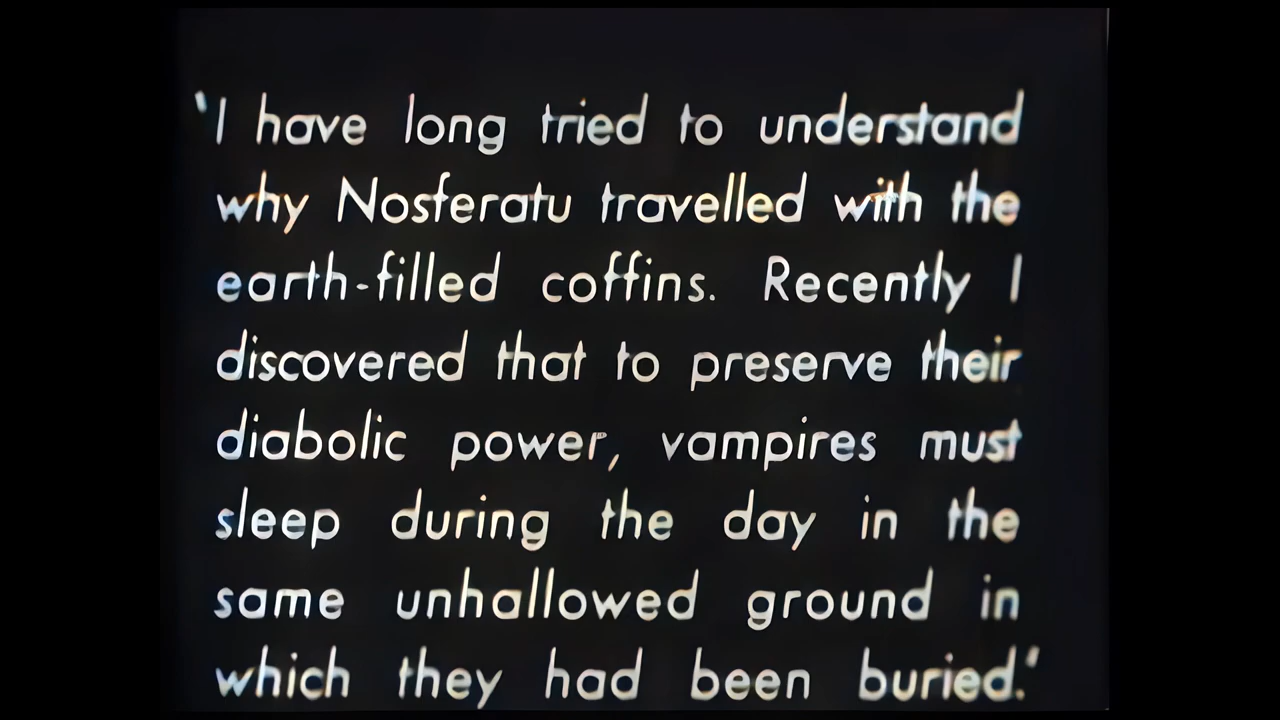 'I have long tried to understand
why Nosferatu travelled with the
earth-filled coffins. Recently I
discovered that to preserve their
diabolic power, vampires must
sleep during the day in the
same unhallowed ground in
which they had been buried.'